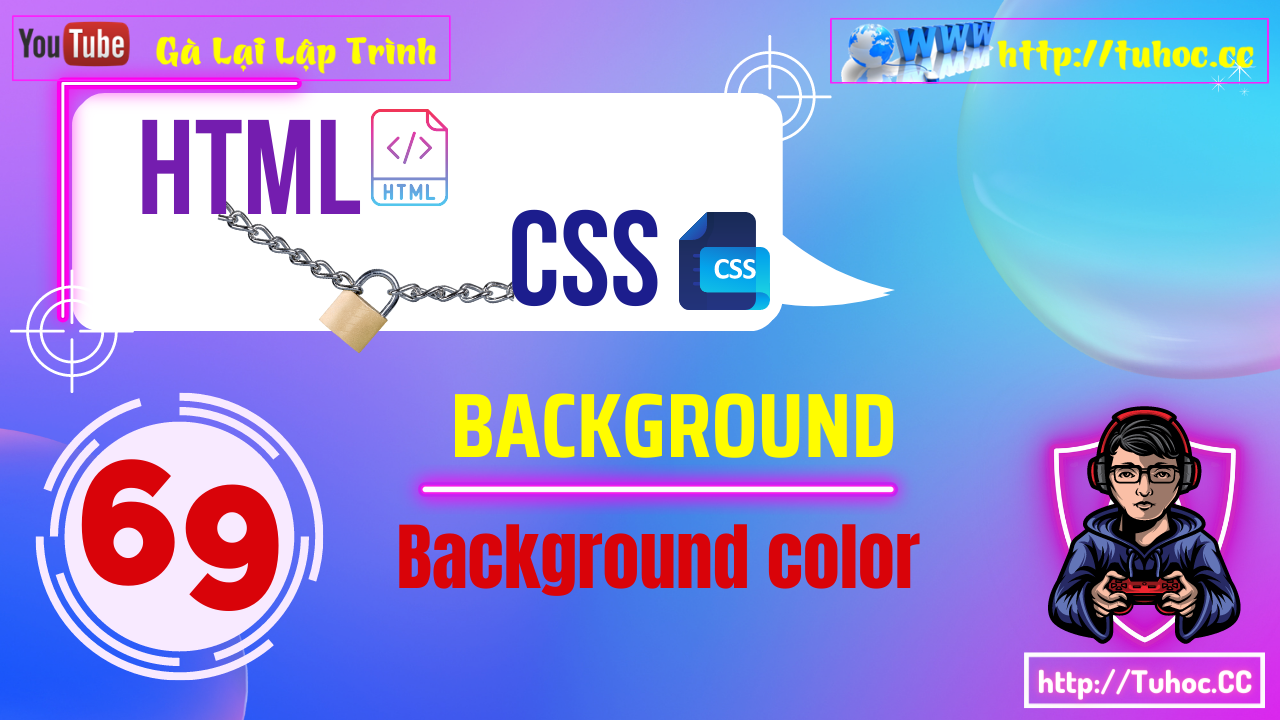 YouTube Gà Lại Lập Trình
WWW http://tuhoc.cc
HTML
HTML
CSS
CSS
BACKGROUND
69
Background color
http://Tuhoc.CC